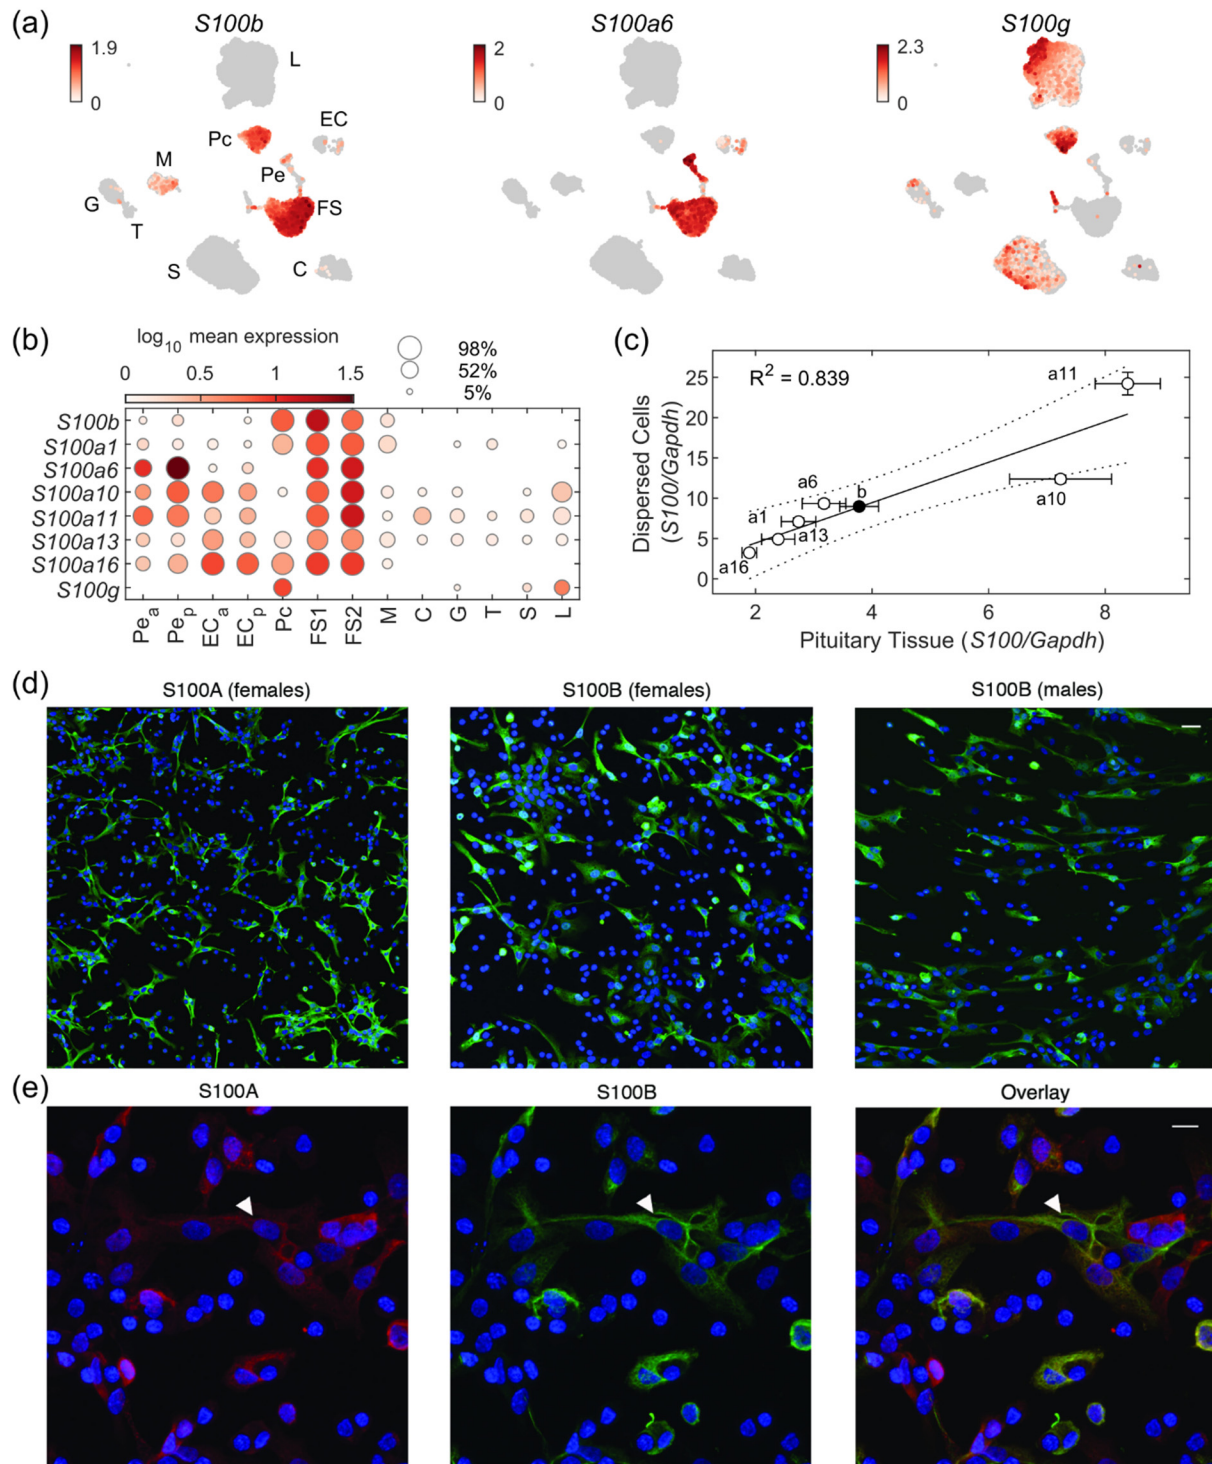 (a)
S100b
S100a6
S100g
1.9
0
2
0
2.3
0
L
EC
Pc
M
Pe
G
FS
T
S
C
(b)
log10 mean expression
0 0.5 1 1.5
98%
52%
5%
S100b
S100a1
S100a6
S100a10
S100a11
S100a13
S100a16
S100g
Pea
Pep
ECa
ECp
Pc
FS1
FS2
M
C
G
T
S
L
(c)
R2 = 0.839
Dispersed Cells
(S100/Gapdh)
25
20
15
10
5
0
a11
a6
b
a10
a1
a13
a16
2 4 6 8
Pituitary Tissue (S100/Gapdh)
(d)
S100A (females)
S100B (females)
S100B (males)
(e)
S100A
S100B
Overlay